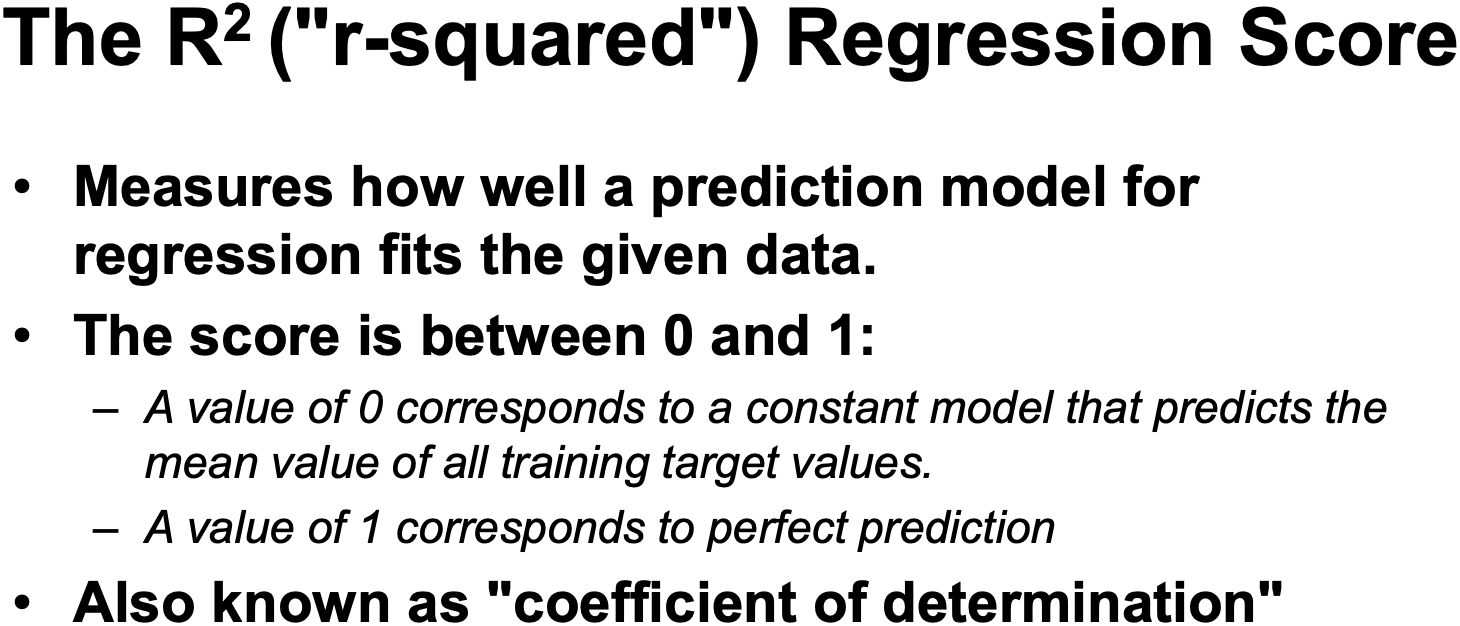 The R² ("r-squared") Regression Score
• Measures how well a prediction model for
regression fits the given data.
• The score is between 0 and 1:
– A value of 0 corresponds to a constant model that predicts the
mean value of all training target values.
– A value of 1 corresponds to perfect prediction
• Also known as "coefficient of determination"